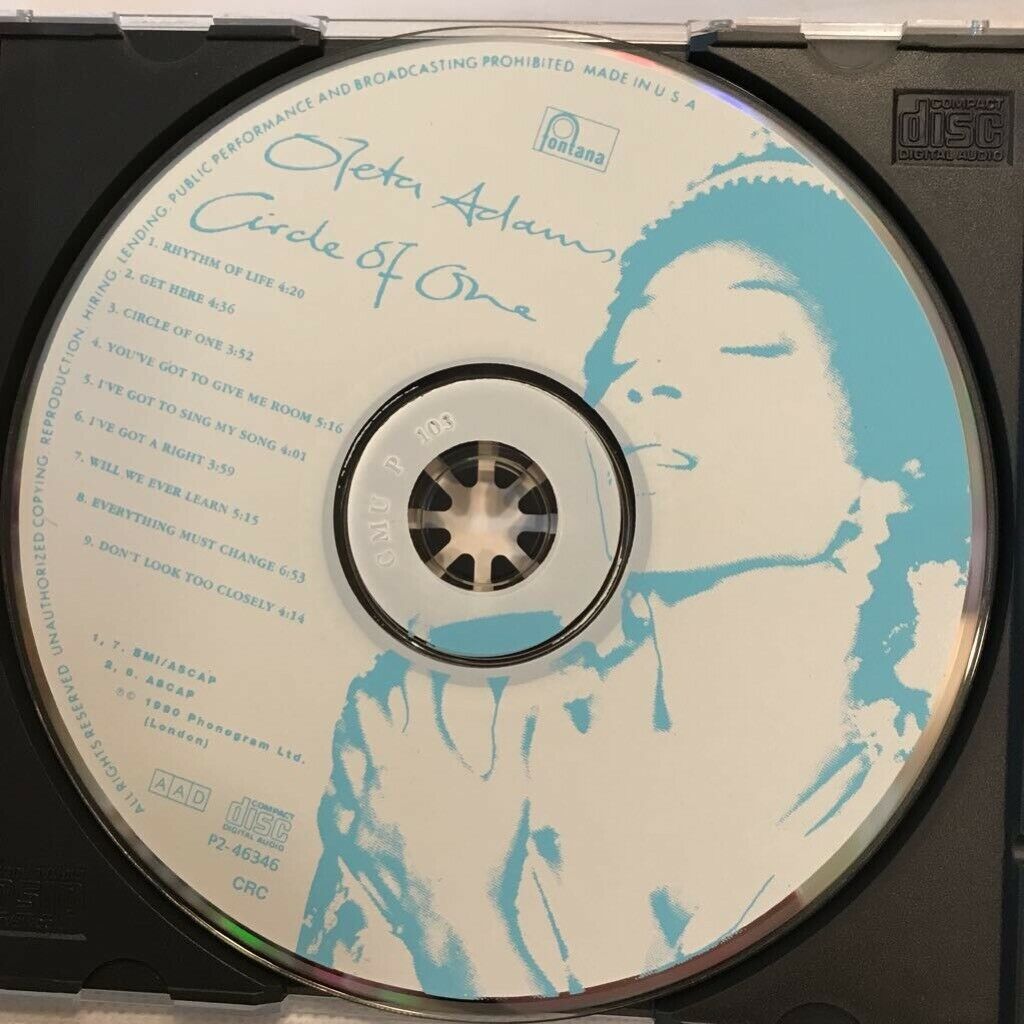 ALL RIGHTS RESERVED. UNAUTHORIZED COPYING, REPRODUCTION, HIRING, LENDING, PUBLIC PERFORMANCE AND BROADCASTING PROHIBITED MADE IN U S A
fontana
Oleta Adams
Circle of One
1. RHYTHM OF LIFE 4:20
2. GET HERE 4:36
3. CIRCLE OF ONE 3:52
4. YOU'VE GOT TO GIVE ME ROOM 5:16
5. I'VE GOT TO SING MY SONG 4:01
6. I'VE GOT A RIGHT 3:59
7. WILL WE EVER LEARN 5:15
8. EVERYTHING MUST CHANGE 6:53
9. DON'T LOOK TOO CLOSELY 4:14
1, 7. BMI/ASCAP
ASCAP
℗© 1990 Phonogram Ltd.
(London)
AAD
COMPACT
disc
DIGITAL AUDIO
P2-46346
CRC
CMU P 103
COMPACT
disc
DIGITAL AUDIO